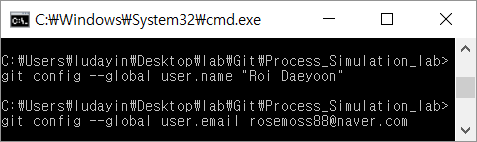 C:₩Windows₩System32₩cmd.exe
C:₩Users₩ludayin₩Desktop₩lab₩Git₩Process_Simulation_lab>
git config --global user.name "Roi Daeyoon"
C:₩Users₩ludayin₩Desktop₩lab₩Git₩Process_Simulation_lab>
git config --global user.email rosemoss88@naver.com